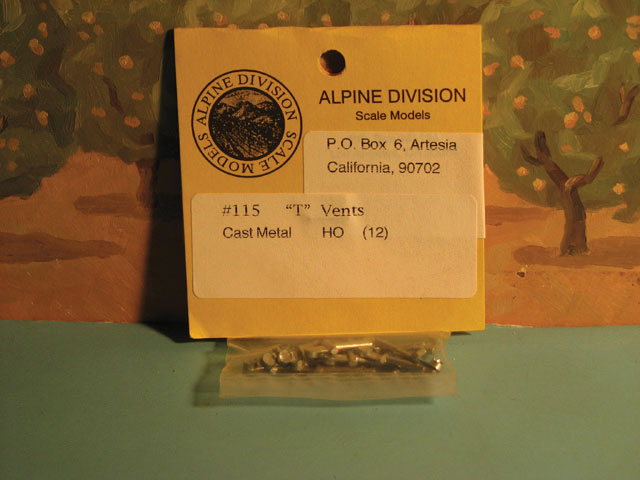 ALPINE DIVISION SCALE MODELS
ALPINE DIVISION
Scale Models
P.O. Box 6, Artesia
California, 90702
#115 “T” Vents
Cast Metal HO (12)